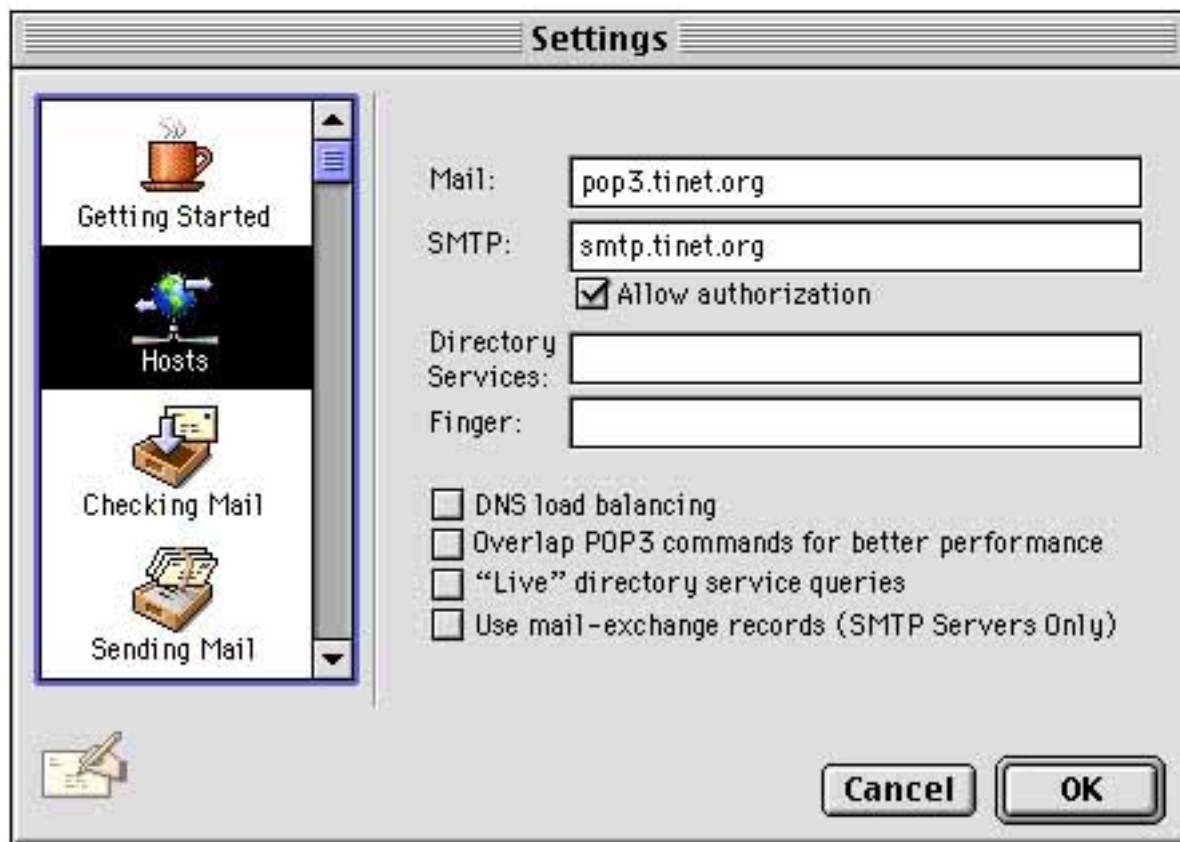 Settings
Getting Started
Hosts
Checking Mail
Sending Mail
Mail: pop3.tinet.org
SMTP: smtp.tinet.org
Allow authorization
Directory
Services:
Finger:
DNS load balancing
Overlap POP3 commands for better performance
“Live” directory service queries
Use mail-exchange records (SMTP Servers Only)
Cancel OK